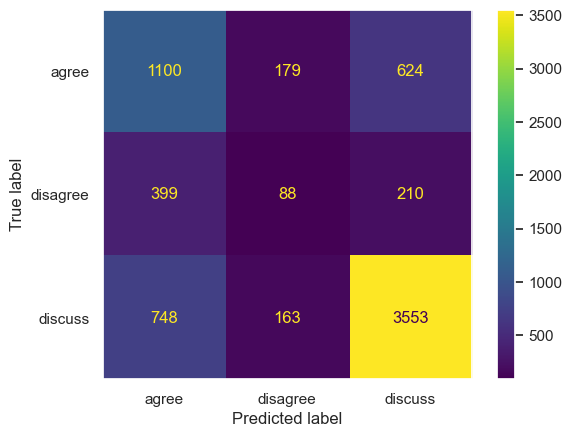 agree 1100 179 624
disagree 399 88 210
discuss 748 163 3553
agree disagree discuss
Predicted label
True label
3500
3000
2500
2000
1500
1000
500